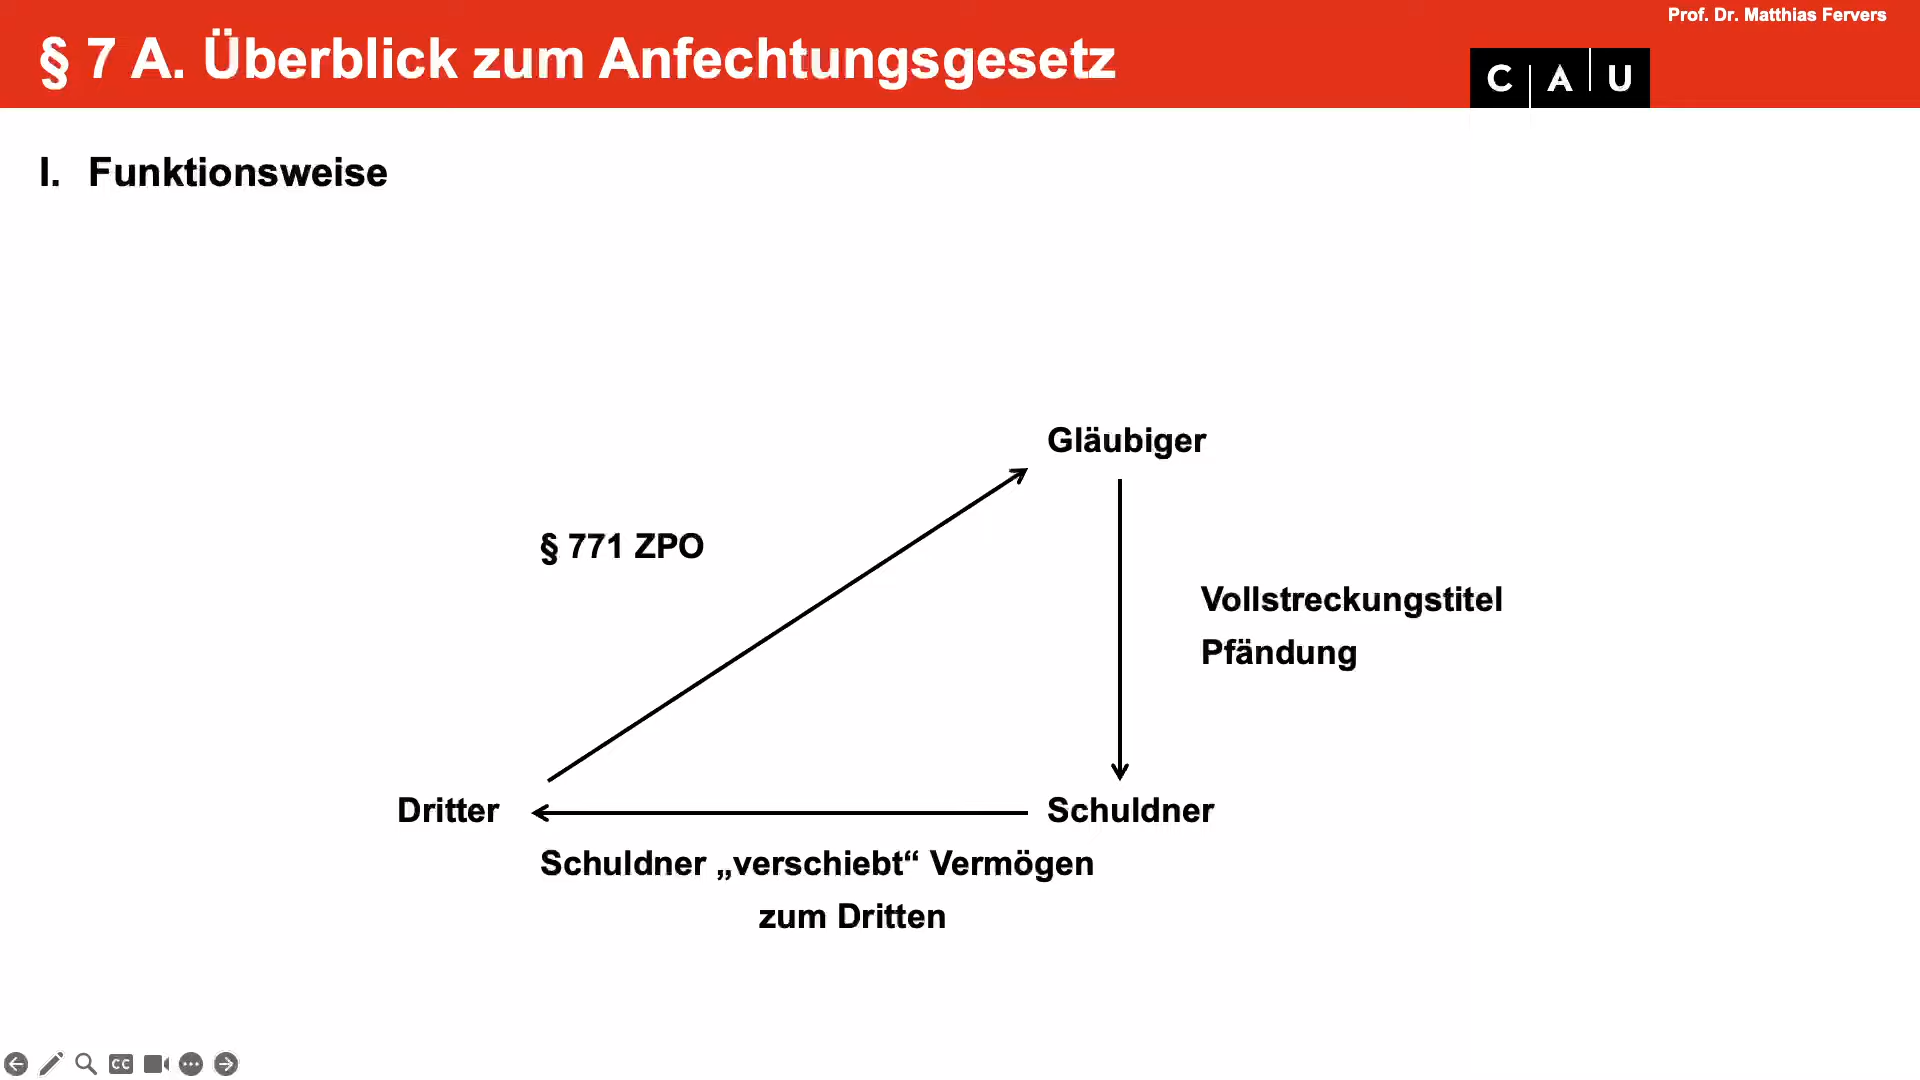 Prof. Dr. Matthias Fervers
§ 7 A. Überblick zum Anfechtungsgesetz
C A U
I. Funktionsweise
Gläubiger
§ 771 ZPO
Vollstreckungstitel
Pfändung
Dritter
Schuldner
Schuldner „verschiebt“ Vermögen
zum Dritten
CC